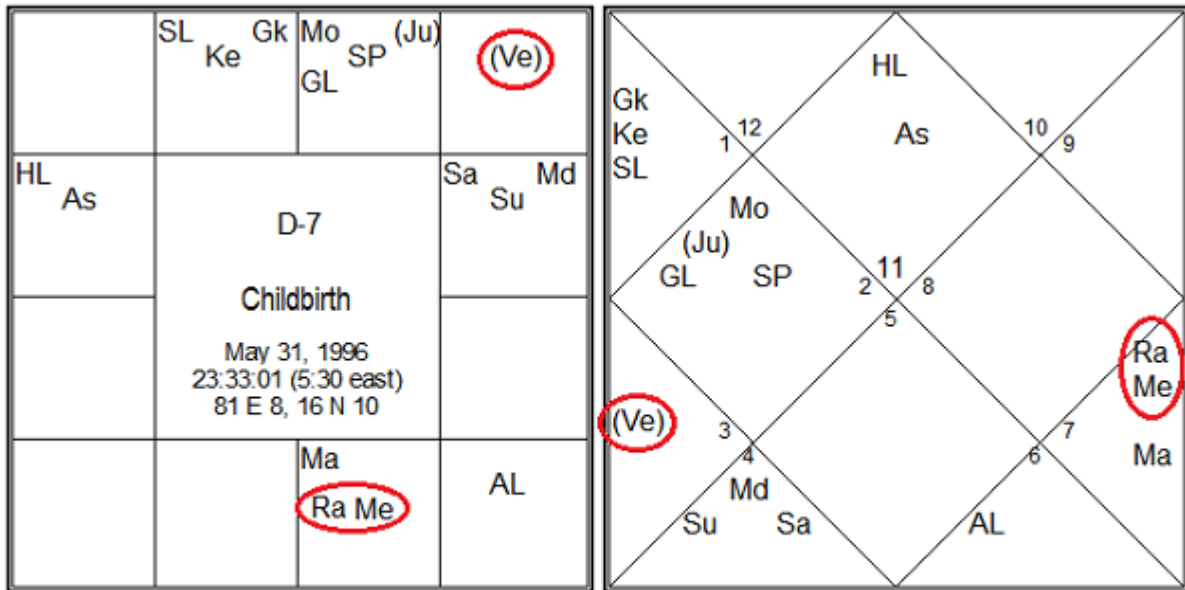 SL Gk
Ke
Mo (Ju)
SP
GL
(Ve)
HL
As
Sa Md
Su
D-7
Childbirth
May 31, 1996
23:33:01 (5:30 east)
81 E 8, 16 N 10
Ma
Ra Me
AL
HL
As
Gk
Ke
SL
12
1
10
9
Mo
(Ju)
GL SP
11
2 8
5
Ra
Me
Ma
(Ve)
3
4
7
6
Md
Su Sa
AL